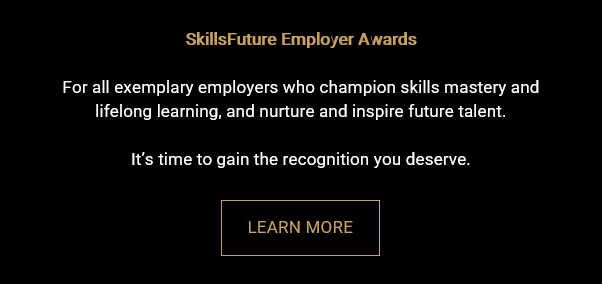 SkillsFuture Employer Awards
For all exemplary employers who champion skills mastery and
lifelong learning, and nurture and inspire future talent.
It’s time to gain the recognition you deserve.
LEARN MORE